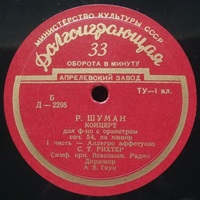 МИНИСТЕРСТВО КУЛЬТУРЫ СССР
Долгоиграющая
33
ОБОРОТА В МИНУТУ
АПРЕЛЕВСКИЙ ЗАВОД
Б
Д — 2295
ТУ—1 кл.
Р. ШУМАН
КОНЦЕРТ
для ф-но с оркестром
соч. 54, ля минор
I часть — Аллегро аффетуозо
С. Т. РИХТЕР
Симф. орк. Всесоюзн. Радио
Дирижер
А. В. Гаук